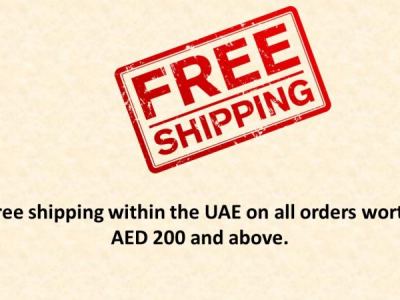 FREE
SHIPPING
ree shipping within the UAE on all orders wort
AED 200 and above.